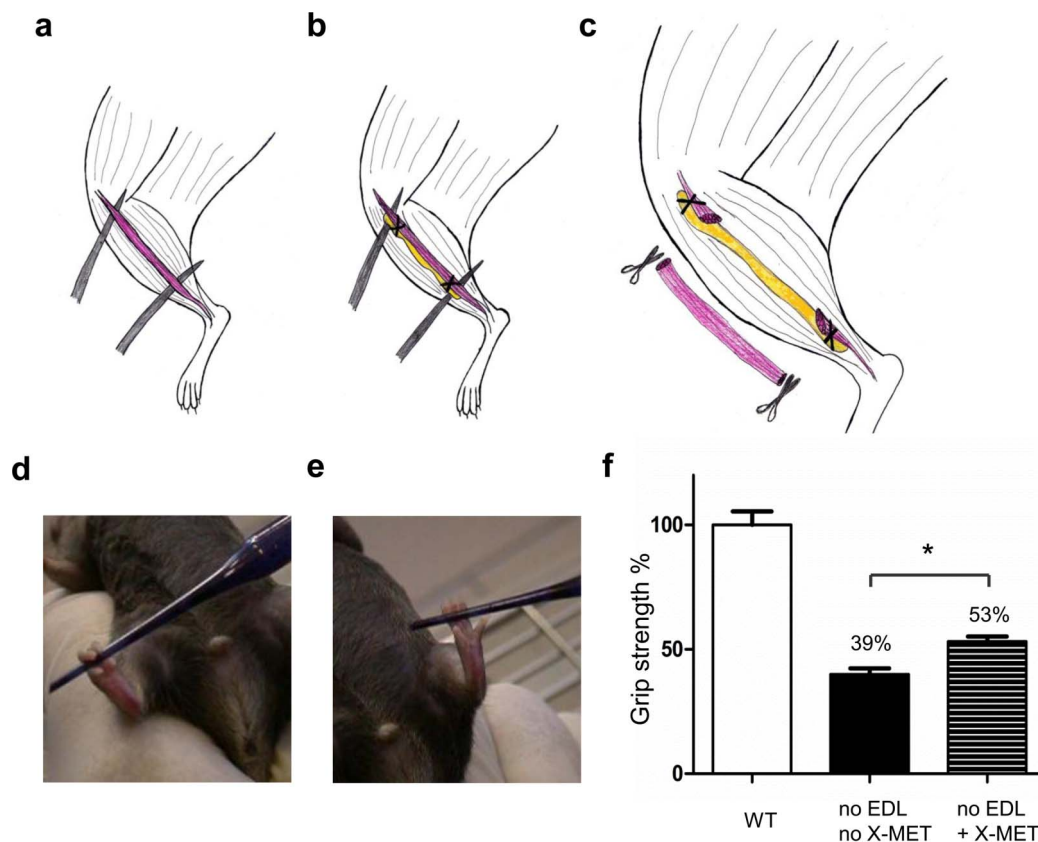 a
b
c
d
e
f
Grip strength %
100
50
0
*
39%
53%
WT
no EDL
no X-MET
no EDL
+ X-MET